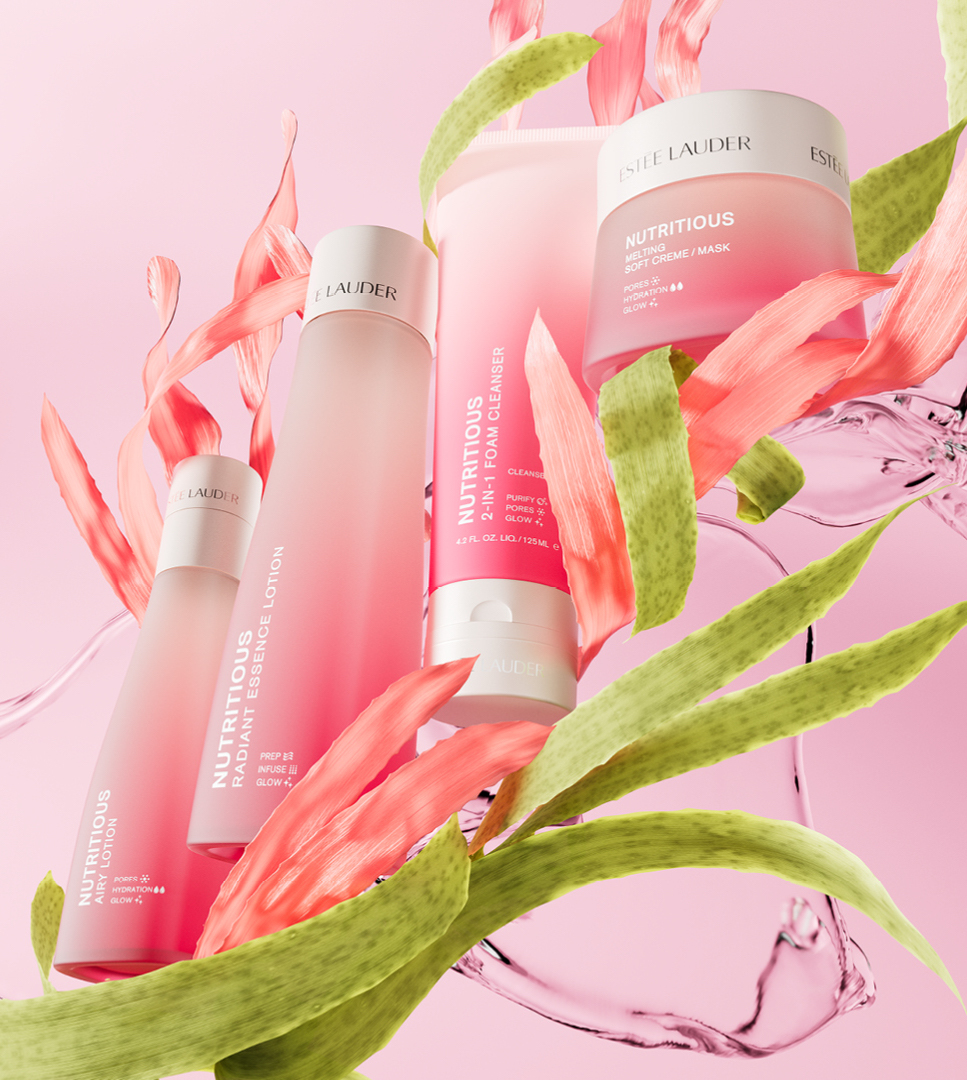 ESTĒE LAUDER
ESTĒE L
NUTRITIOUS
MELTING
SOFT CREME / MASK
PORES
HYDRATION
GLOW
E LAUDER
NUTRITIOUS
2-IN-1 FOAM CLEANSER
CLEANSE
PURIFY
PORES
GLOW
4.2 FL. OZ. LIQ. / 125 ML ℮
LAUDER
LAUDER
NUTRITIOUS
RADIANT ESSENCE LOTION
PREP
INFUSE
GLOW
NUTRITIOUS
AIRY LOTION
PORES
HYDRATION
GLOW